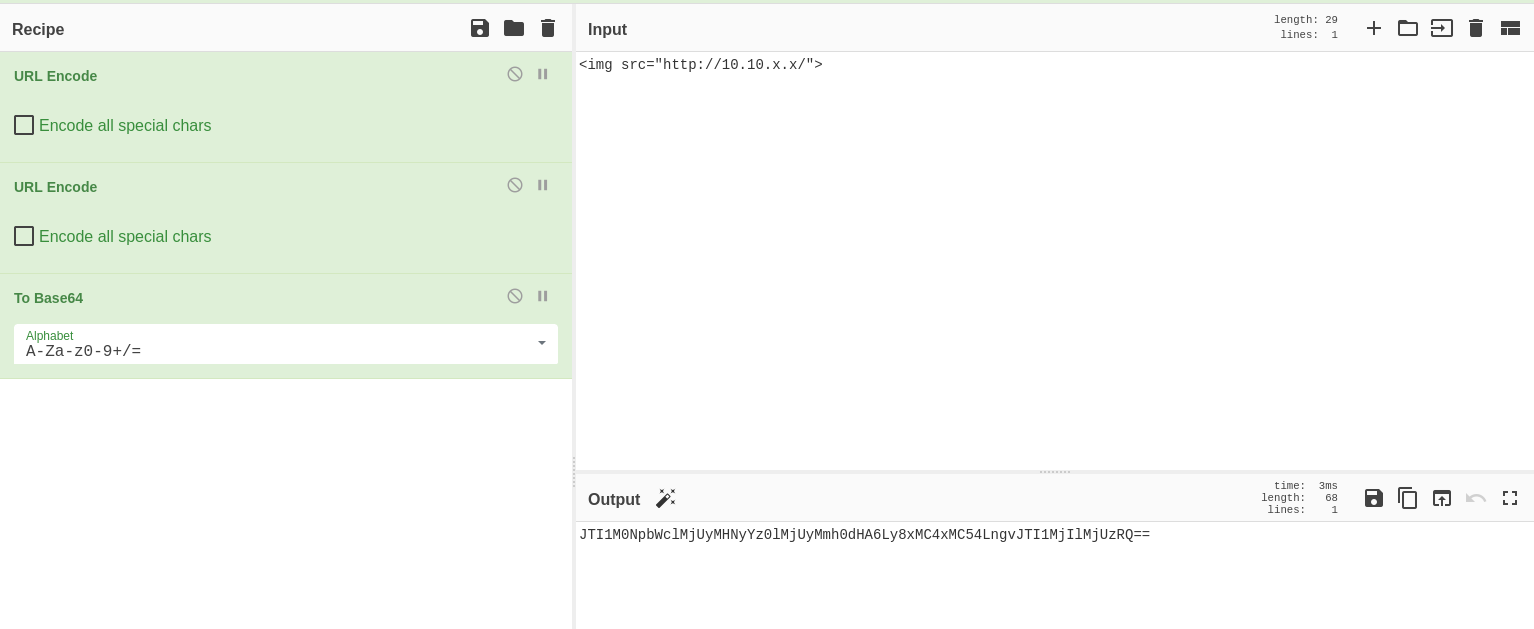 Recipe
URL Encode
Encode all special chars
URL Encode
Encode all special chars
To Base64
Alphabet
A-Za-z0-9+/=
Input
length: 29
lines: 1
<img src="http://10.10.x.x/">
Output
time: 3ms
length: 68
lines: 1
JTI1M0NpbWclMjUyMHNyYz0lMjUyMmh0dHA6Ly8xMC4xMC54LngvJTI1MjIlMjUzRQ==